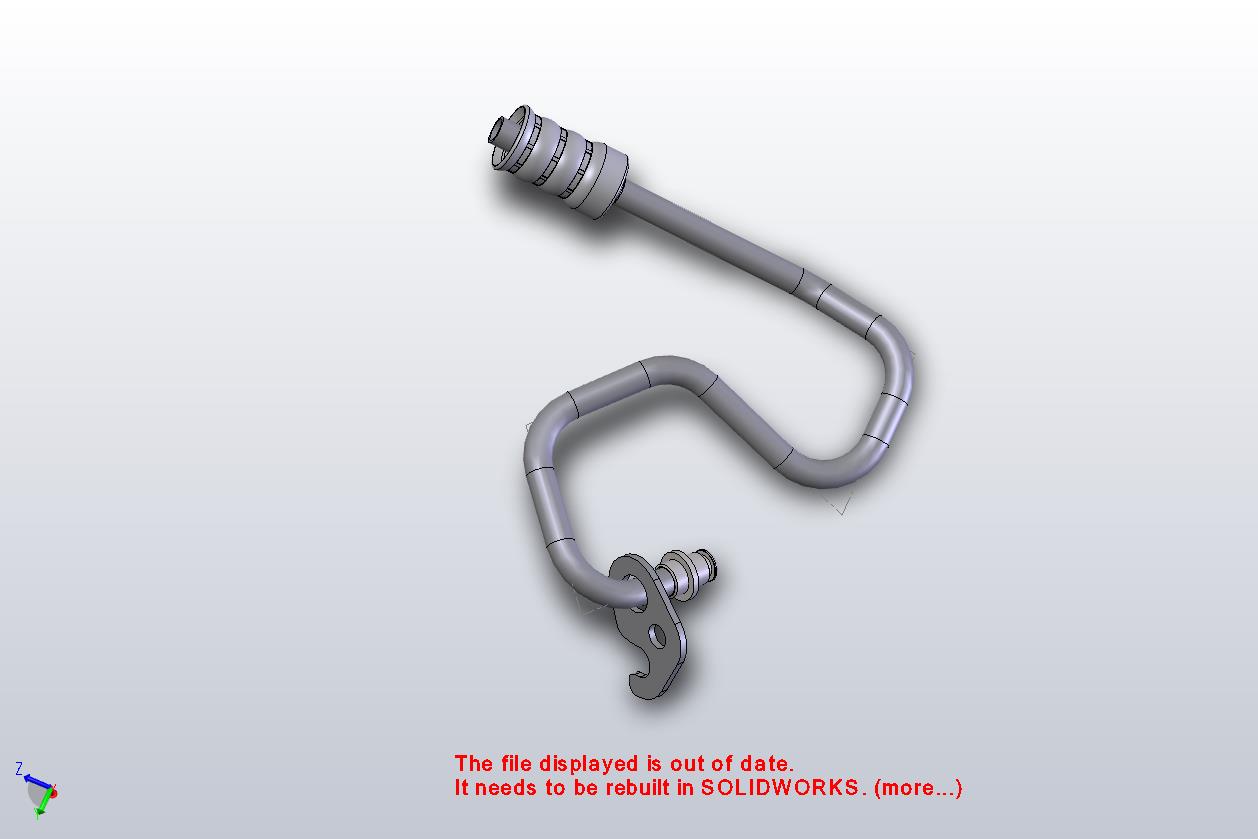 The file displayed is out of date.
It needs to be rebuilt in SOLIDWORKS. (more...)
Z
Y